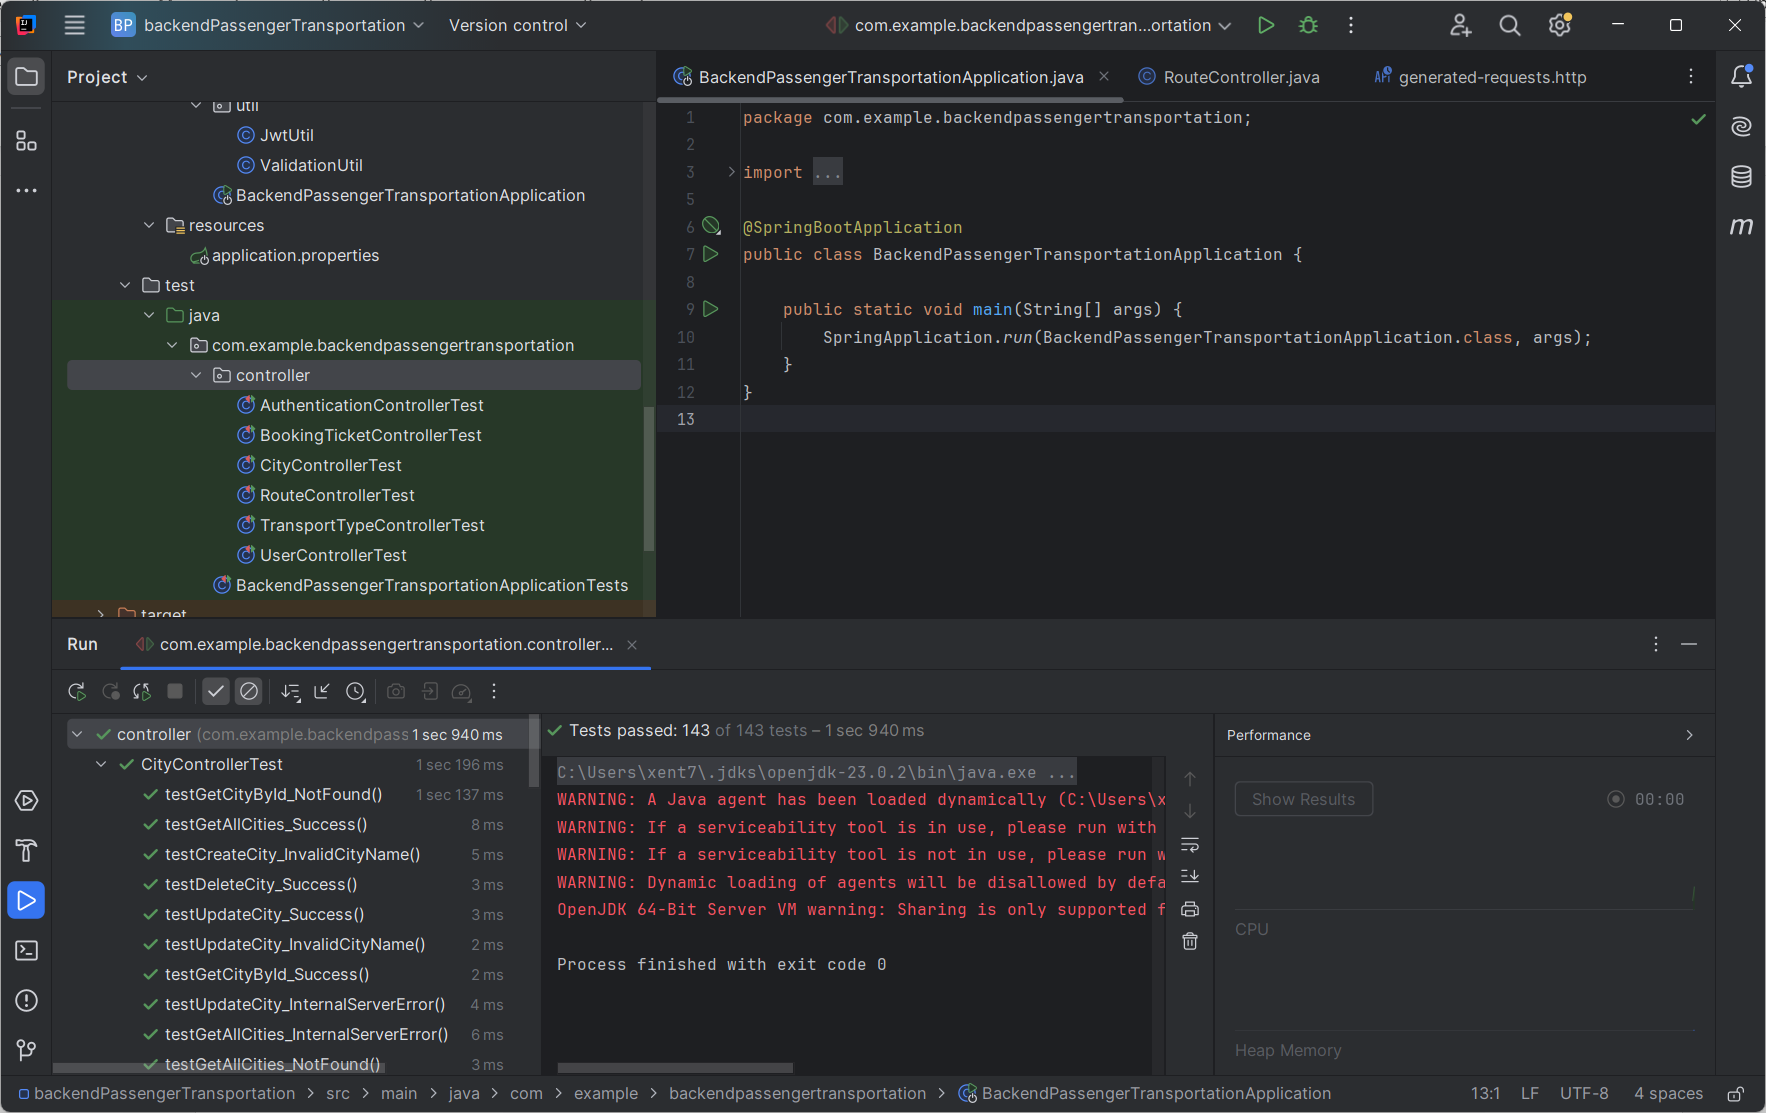 BP backendPassengerTransportation Version control com.example.backendpassengertran...ortation
Project
util
JwtUtil
ValidationUtil
BackendPassengerTransportationApplication
resources
application.properties
test
java
com.example.backendpassengertransportation
controller
AuthenticationControllerTest
BookingTicketControllerTest
CityControllerTest
RouteControllerTest
TransportTypeControllerTest
UserControllerTest
BackendPassengerTransportationApplicationTests
target
BackendPassengerTransportationApplication.java RouteController.java API generated-requests.http
1 package com.example.backendpassengertransportation;
2
3 import ...
5
6 @SpringBootApplication
7 public class BackendPassengerTransportationApplication {
8
9 public static void main(String[] args) {
10 SpringApplication.run(BackendPassengerTransportationApplication.class, args);
11 }
12 }
13
m
Run com.example.backendpassengertransportation.controller...
controller (com.example.backendpass 1 sec 940 ms
CityControllerTest 1 sec 196 ms
testGetCityById_NotFound() 1 sec 137 ms
testGetAllCities_Success() 8 ms
testCreateCity_InvalidCityName() 5 ms
testDeleteCity_Success() 3 ms
testUpdateCity_Success() 3 ms
testUpdateCity_InvalidCityName() 2 ms
testGetCityById_Success() 2 ms
testUpdateCity_InternalServerError() 4 ms
testGetAllCities_InternalServerError() 6 ms
testGetAllCities_NotFound() 3 ms
Tests passed: 143 of 143 tests – 1 sec 940 ms
C:\Users\xent7\.jdks\openjdk-23.0.2\bin\java.exe ...
WARNING: A Java agent has been loaded dynamically (C:\Users\x
WARNING: If a serviceability tool is in use, please run with
WARNING: If a serviceability tool is not in use, please run w
WARNING: Dynamic loading of agents will be disallowed by defa
OpenJDK 64-Bit Server VM warning: Sharing is only supported f
Process finished with exit code 0
Performance
Show Results 00:00
CPU
Heap Memory
backendPassengerTransportation > src > main > java > com > example > backendpassengertransportation > BackendPassengerTransportationApplication 13:1 LF UTF-8 4 spaces